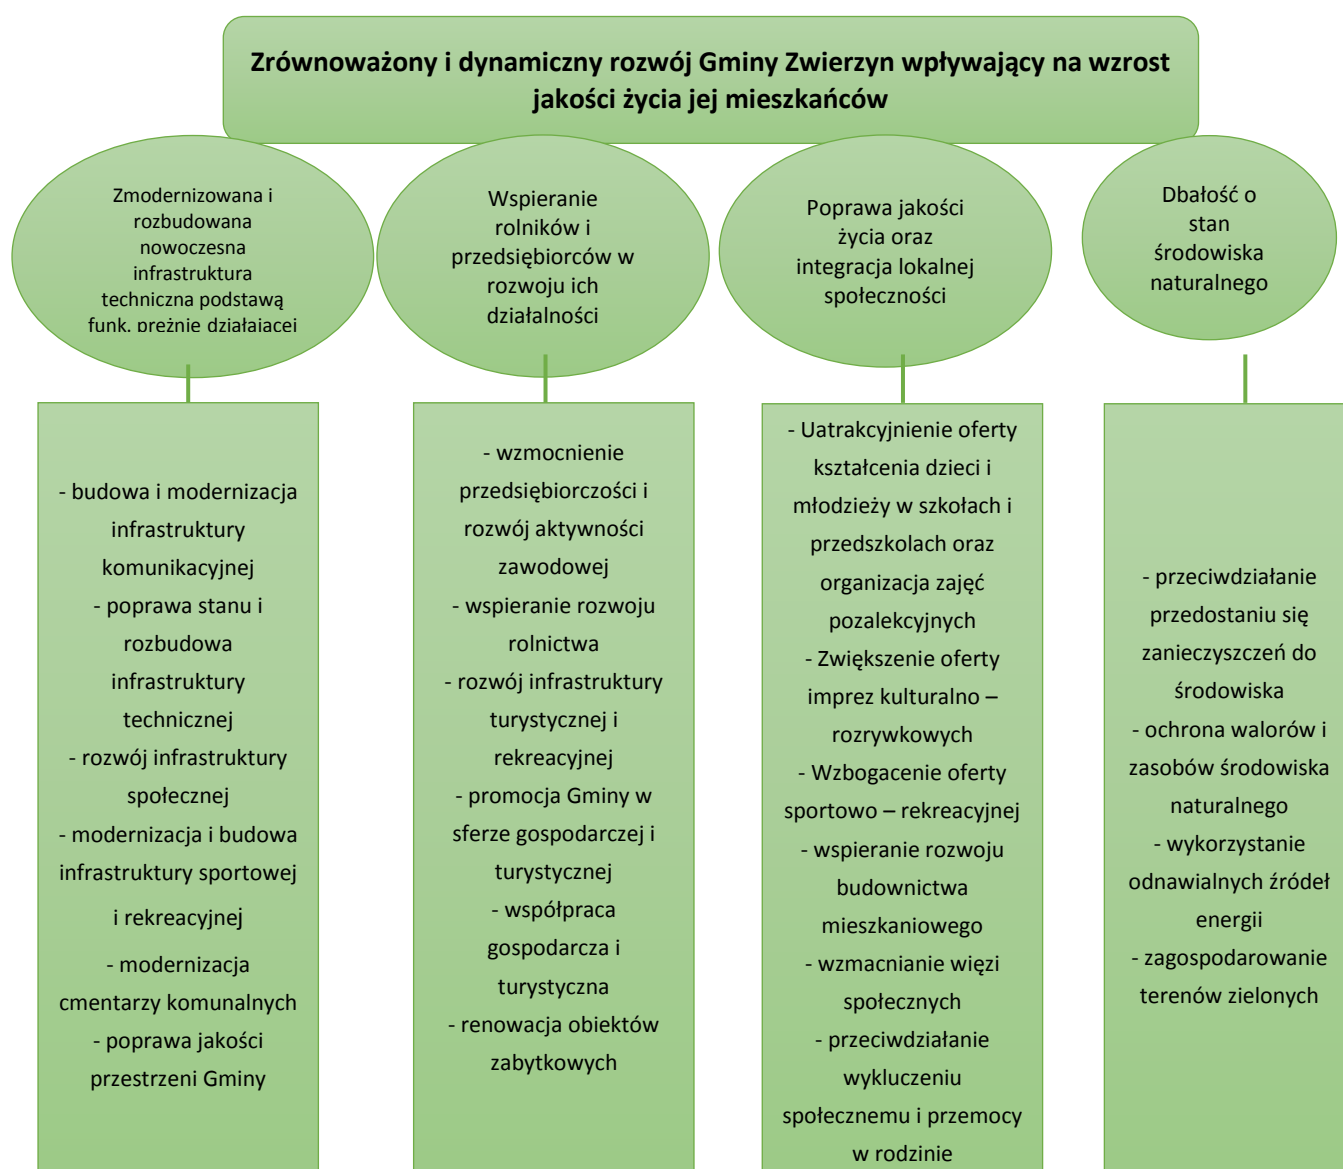 Zrównoważony i dynamiczny rozwój Gminy Zwierzyn wpływający na wzrost
jakości życia jej mieszkańców
Zmodernizowana i
rozbudowana
nowoczesna
infrastruktura
techniczna podstawą
funk. prężnie działającej
Wspieranie
rolników i
przedsiębiorców w
rozwoju ich
działalności
Poprawa jakości
życia oraz
integracja lokalnej
społeczności
Dbałość o
stan
środowiska
naturalnego
- budowa i modernizacja
infrastruktury
komunikacyjnej
- poprawa stanu i
rozbudowa
infrastruktury
technicznej
- rozwój infrastruktury
społecznej
- modernizacja i budowa
infrastruktury sportowej
i rekreacyjnej
- modernizacja
cmentarzy komunalnych
- poprawa jakości
przestrzeni Gminy
- wzmocnienie
przedsiębiorczości i
rozwój aktywności
zawodowej
- wspieranie rozwoju
rolnictwa
- rozwój infrastruktury
turystycznej i
rekreacyjnej
- promocja Gminy w
sferze gospodarczej i
turystycznej
- współpraca
gospodarcza i
turystyczna
- renowacja obiektów
zabytkowych
- Uatrakcyjnienie oferty
kształcenia dzieci i
młodzieży w szkołach i
przedszkolach oraz
organizacja zajęć
pozalekcyjnych
- Zwiększenie oferty
imprez kulturalno –
rozrywkowych
- Wzbogacenie oferty
sportowo – rekreacyjnej
- wspieranie rozwoju
budownictwa
mieszkaniowego
- wzmacnianie więzi
społecznych
- przeciwdziałanie
wykluczeniu
społecznemu i przemocy
w rodzinie
- przeciwdziałanie
przedostaniu się
zanieczyszczeń do
środowiska
- ochrona walorów i
zasobów środowiska
naturalnego
- wykorzystanie
odnawialnych źródeł
energii
- zagospodarowanie
terenów zielonych